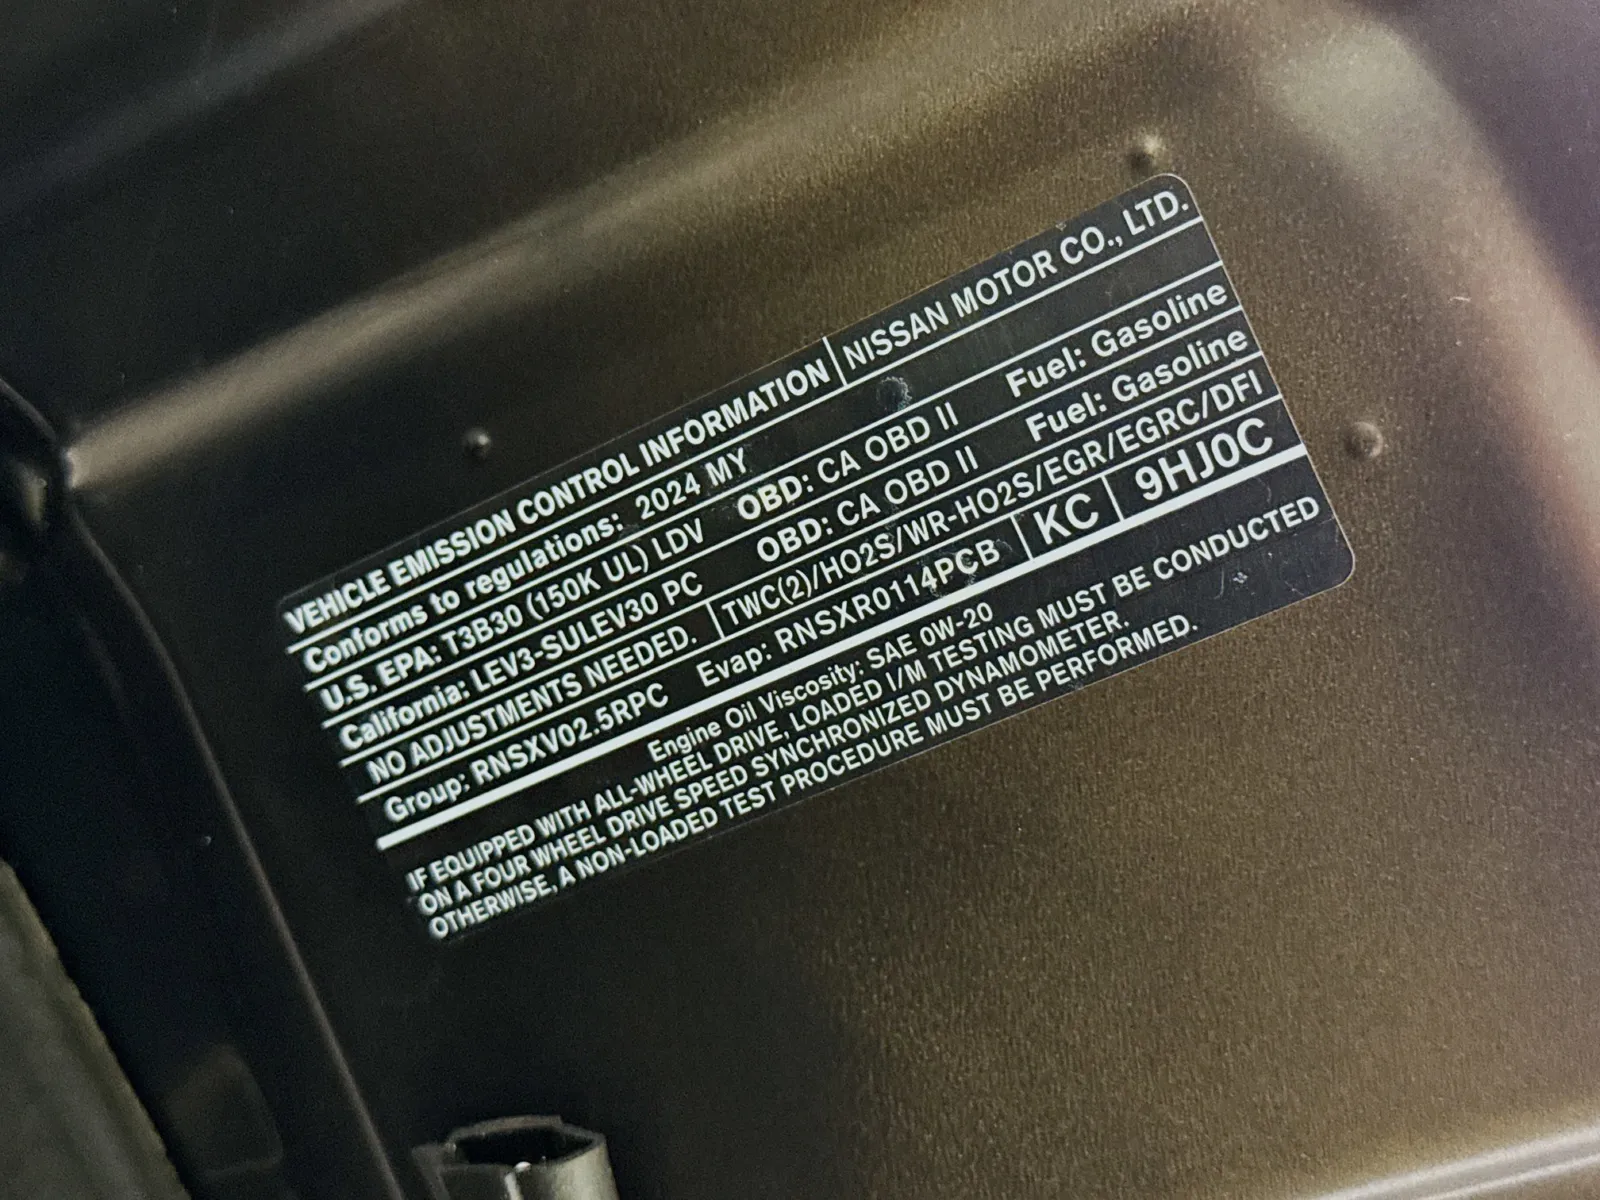 VEHICLE EMISSION CONTROL INFORMATION NISSAN MOTOR CO., LTD.
Conforms to regulations: 2024 MY
U.S. EPA: T3B30 (150K UL) LDV OBD: CA OBD II Fuel: Gasoline
California: LEV3-SULEV30 PC OBD: CA OBD II Fuel: Gasoline
NO ADJUSTMENTS NEEDED. TWC(2)/HO2S/WR-HO2S/EGR/EGRC/DFI
Group: RNSXV02.5RPC Evap: RNSXR0114PCB KC 9HJ0C
Engine Oil Viscosity: SAE 0W-20
IF EQUIPPED WITH ALL-WHEEL DRIVE, LOADED I/M TESTING MUST BE CONDUCTED
ON A FOUR WHEEL DRIVE SPEED SYNCHRONIZED DYNAMOMETER.
OTHERWISE, A NON-LOADED TEST PROCEDURE MUST BE PERFORMED.